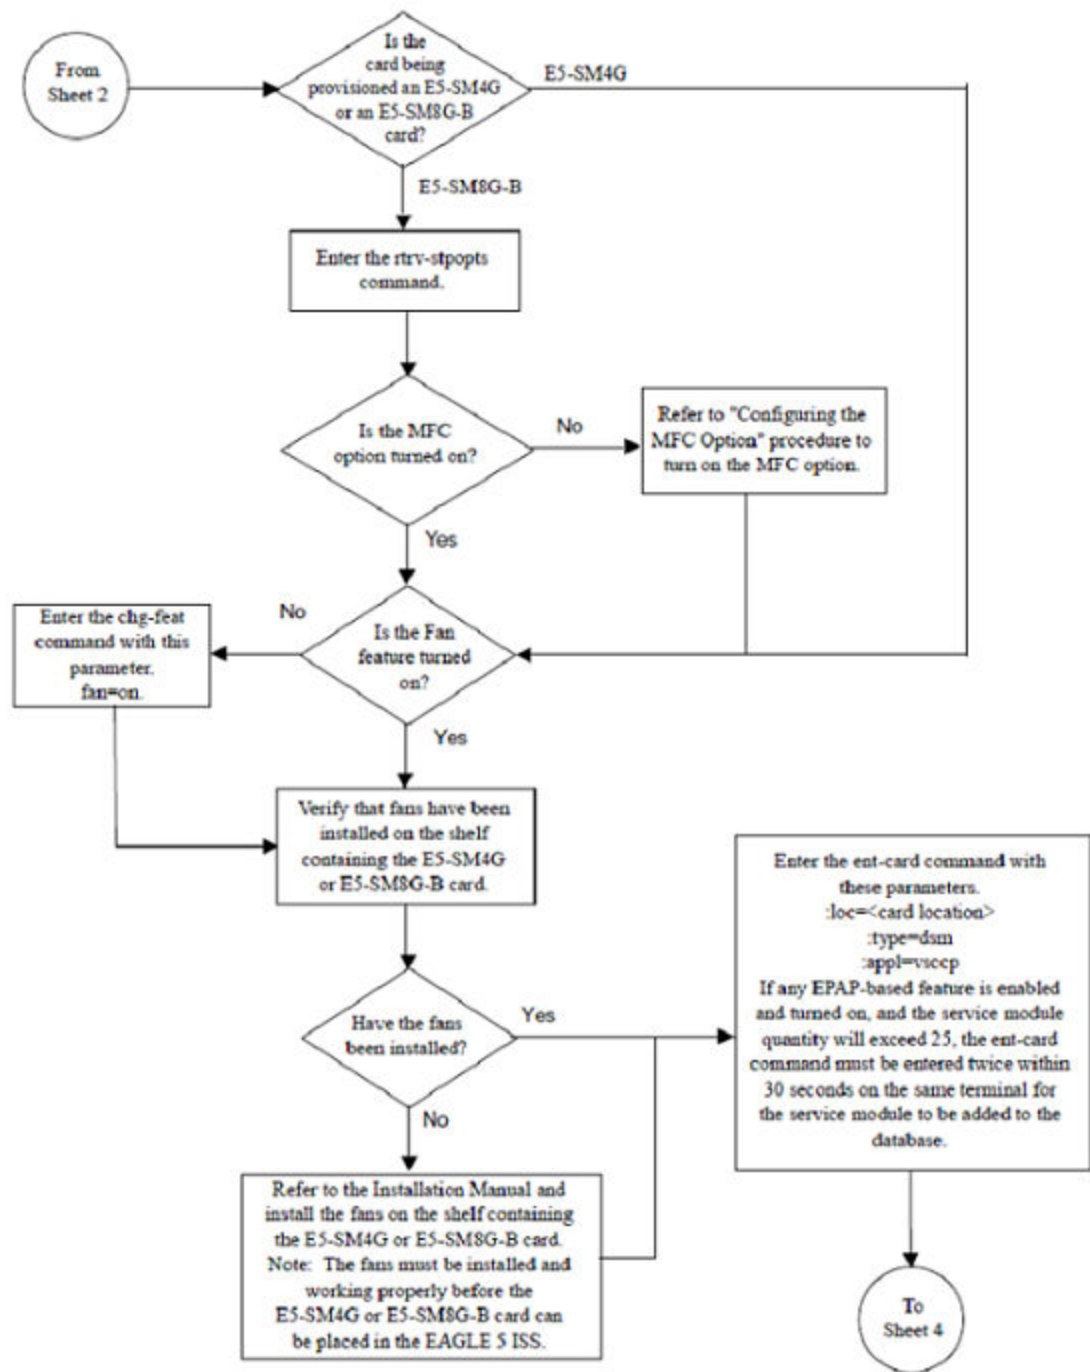 From
Sheet 2
Is the
card being
provisioned an E5-SM4G
or an E5-SM8G-B
card?
E5-SM4G
E5-SM8G-B
Enter the rtrv-stpopts
command.
Is the MFC
option turned on?
No
Refer to "Configuring the
MFC Option" procedure to
turn on the MFC option.
Yes
Enter the chg-feat
command with this
parameter.
fan=on.
No
Is the Fan
feature turned
on?
Yes
Verify that fans have been
installed on the shelf
containing the E5-SM4G
or E5-SM8G-B card.
Have the fans
been installed?
Yes
No
Refer to the Installation Manual and
install the fans on the shelf containing
the E5-SM4G or E5-SM8G-B card.
Note: The fans must be installed and
working properly before the
E5-SM4G or E5-SM8G-B card can
be placed in the EAGLE 5 ISS.
Enter the ent-card command with
these parameters.
:loc=<card location>
:type=dsm
:appl=vsccp
If any EPAP-based feature is enabled
and turned on, and the service module
quantity will exceed 25, the ent-card
command must be entered twice within
30 seconds on the same terminal for
the service module to be added to the
database.
To
Sheet 4